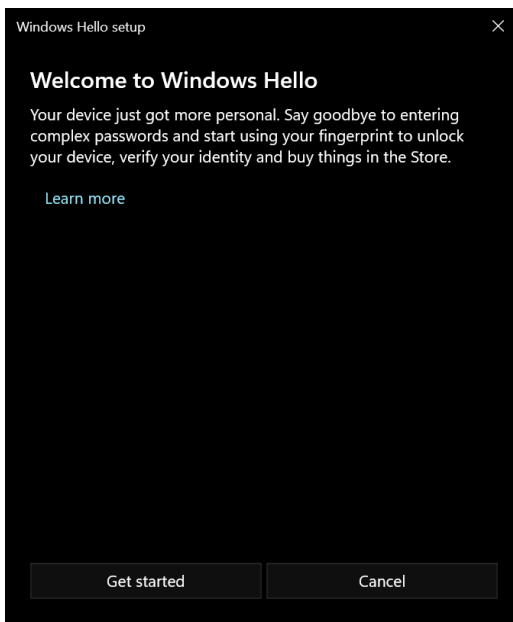 Windows Hello setup
Welcome to Windows Hello
Your device just got more personal. Say goodbye to entering
complex passwords and start using your fingerprint to unlock
your device, verify your identity and buy things in the Store.
Learn more
Get started
Cancel